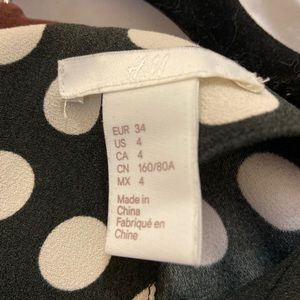 H&M
EUR 34
US 4
CA 4
CN 160/80A
MX 4
Made in
China
Fabriqué en
Chine